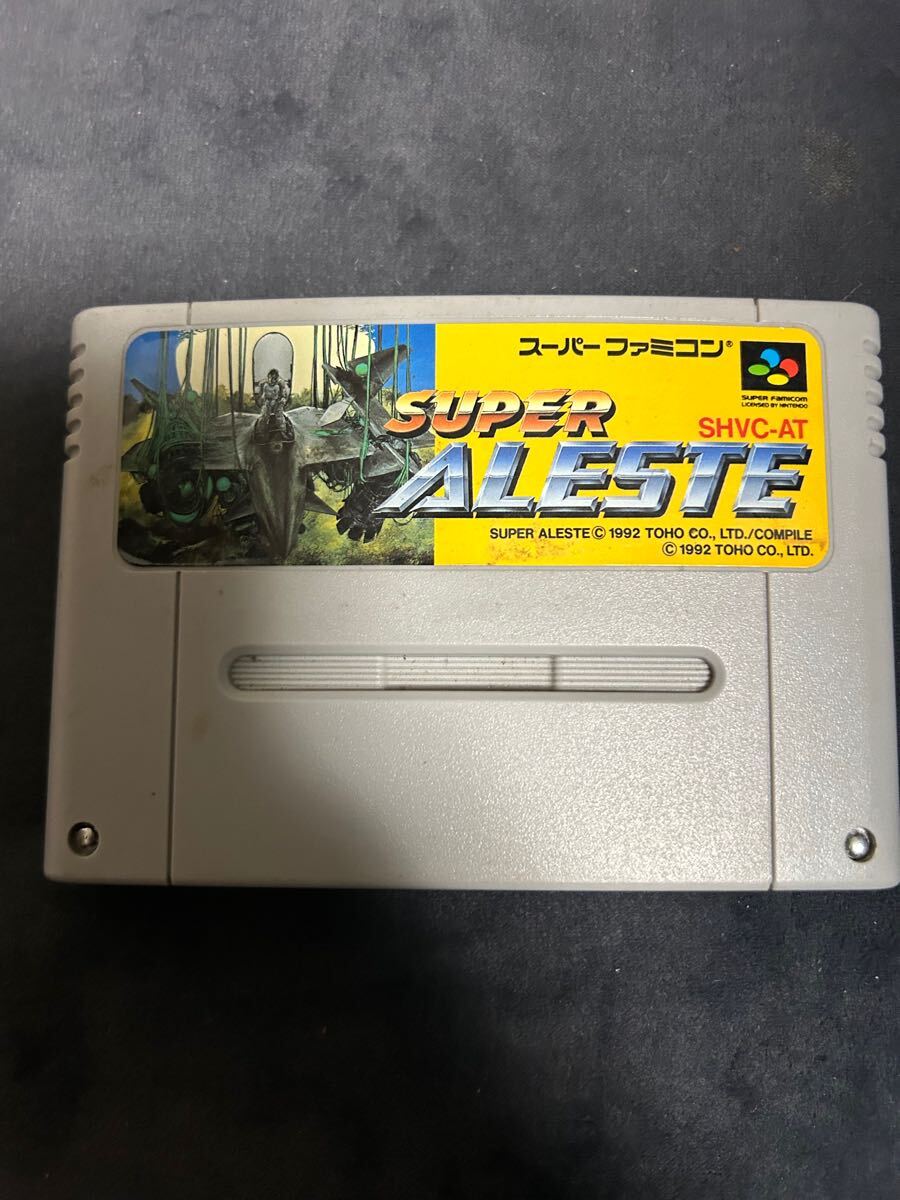 スーパーファミコン®
SUPER FAMICOM
LICENSED BY NINTENDO
SUPER
SHVC-AT
ALESTE
SUPER ALESTE© 1992 TOHO CO., LTD./COMPILE
© 1992 TOHO CO., LTD.